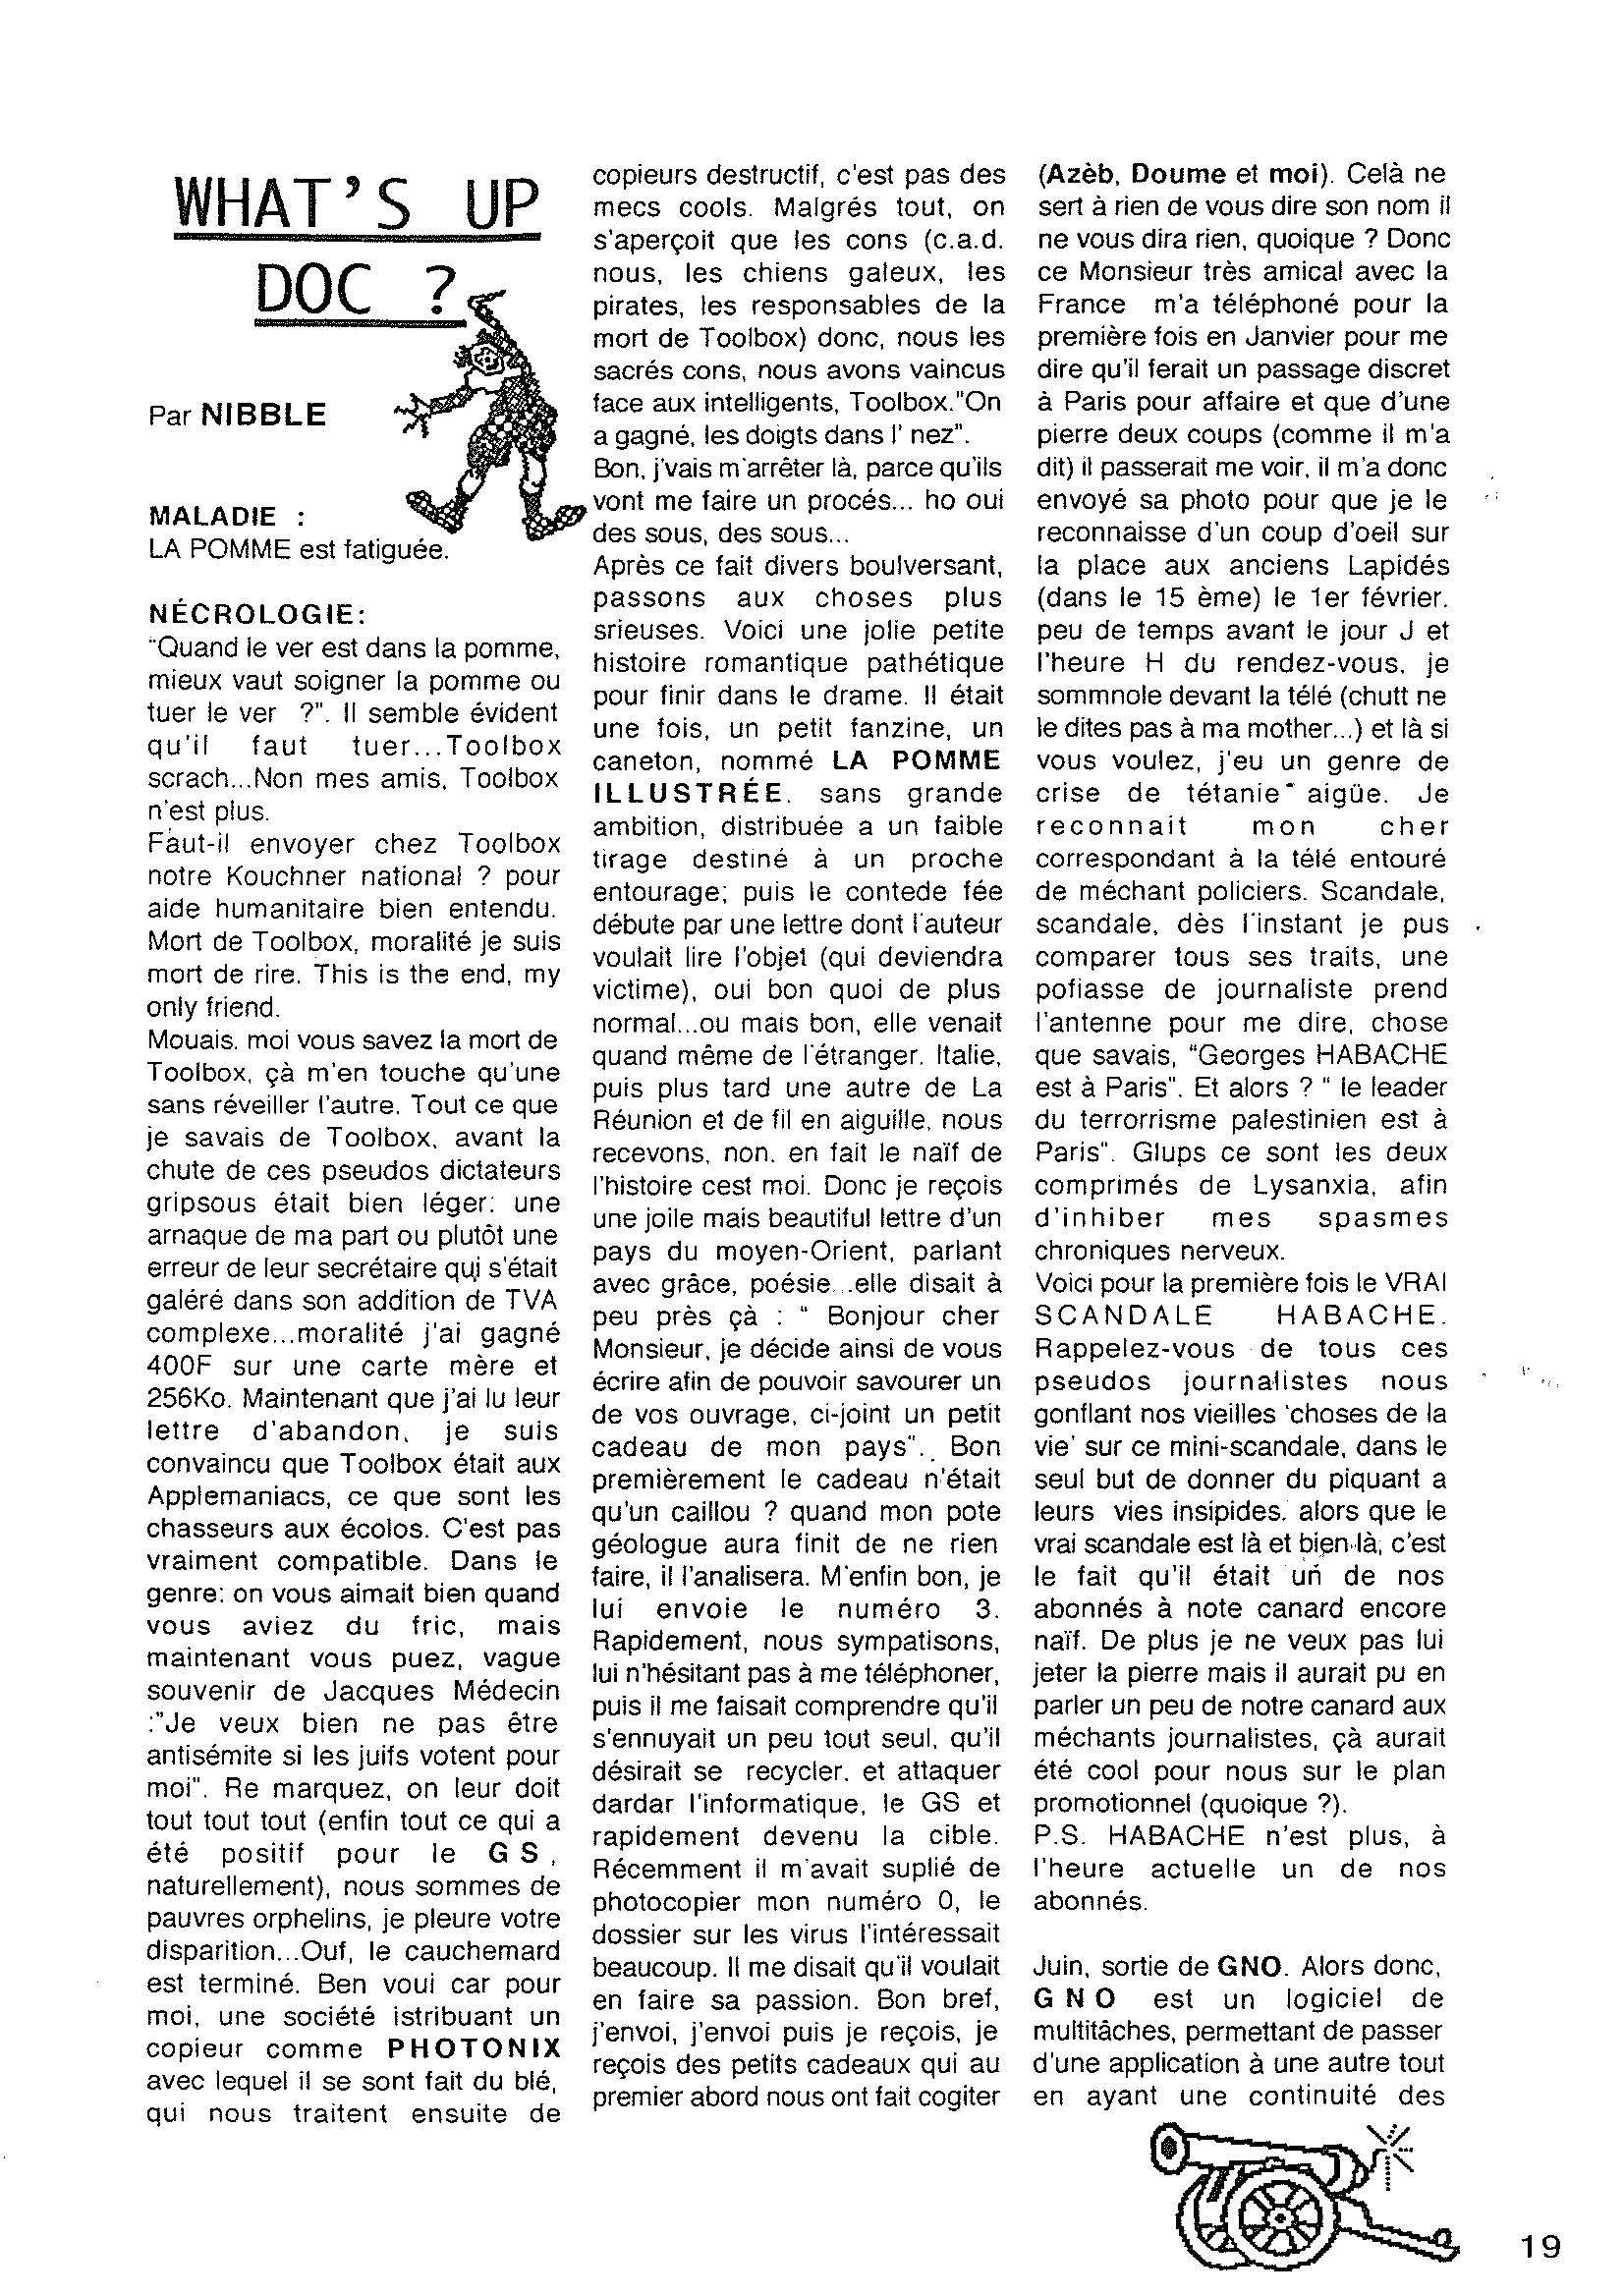 WHAT'S UP
DOC ?
Par NIBBLE
MALADIE :
LA POMME est fatiguée.
NÉCROLOGIE:
"Quand le ver est dans la pomme,
mieux vaut soigner la pomme ou
tuer le ver ?". Il semble évident
qu'il faut tuer...Toolbox
scrach...Non mes amis, Toolbox
n'est plus.
Faut-il envoyer chez Toolbox
notre Kouchner national ? pour
aide humanitaire bien entendu.
Mort de Toolbox, moralité je suis
mort de rire. This is the end, my
only friend.
Mouais. moi vous savez la mort de
Toolbox, çà m'en touche qu'une
sans réveiller l'autre. Tout ce que
je savais de Toolbox, avant la
chute de ces pseudos dictateurs
gripsous était bien léger: une
arnaque de ma part ou plutôt une
erreur de leur secrétaire qui s'était
galéré dans son addition de TVA
complexe...moralité j'ai gagné
400F sur une carte mère et
256Ko. Maintenant que j'ai lu leur
lettre d'abandon, je suis
convaincu que Toolbox était aux
Applemaniacs, ce que sont les
chasseurs aux écolos. C'est pas
vraiment compatible. Dans le
genre: on vous aimait bien quand
vous aviez du fric, mais
maintenant vous puez, vague
souvenir de Jacques Médecin
:"Je veux bien ne pas être
antisémite si les juifs votent pour
moi". Re marquez, on leur doit
tout tout tout (enfin tout ce qui a
été positif pour le GS,
naturellement), nous sommes de
pauvres orphelins, je pleure votre
disparition...Ouf, le cauchemard
est terminé. Ben voui car pour
moi, une société istribuant un
copieur comme PHOTONIX
avec lequel il se sont fait du blé,
qui nous traitent ensuite de
copieurs destructif, c'est pas des
mecs cools. Malgrés tout, on
s'aperçoit que les cons (c.a.d.
nous, les chiens galeux, les
pirates, les responsables de la
mort de Toolbox) donc, nous les
sacrés cons, nous avons vaincus
face aux intelligents, Toolbox."On
a gagné, les doigts dans l' nez".
Bon, j'vais m'arrêter là, parce qu'ils
vont me faire un procés... ho oui
des sous, des sous...
Après ce fait divers boulversant,
passons aux choses plus
srieuses. Voici une jolie petite
histoire romantique pathétique
pour finir dans le drame. Il était
une fois, un petit fanzine, un
caneton, nommé LA POMME
ILLUSTRÉE, sans grande
ambition, distribuée a un faible
tirage destiné à un proche
entourage; puis le contede fée
débute par une lettre dont l'auteur
voulait lire l'objet (qui deviendra
victime), oui bon quoi de plus
normal...ou mais bon, elle venait
quand même de l'étranger. Italie,
puis plus tard une autre de La
Réunion et de fil en aiguille, nous
recevons, non. en fait le naïf de
l'histoire cest moi. Donc je reçois
une joile mais beautiful lettre d'un
pays du moyen-Orient, parlant
avec grâce, poésie...elle disait à
peu près çà : " Bonjour cher
Monsieur, je décide ainsi de vous
écrire afin de pouvoir savourer un
de vos ouvrage, ci-joint un petit
cadeau de mon pays". Bon
premièrement le cadeau n'était
qu'un caillou ? quand mon pote
géologue aura finit de ne rien
faire, il l'analisera. M'enfin bon, je
lui envoie le numéro 3.
Rapidement, nous sympatisons,
lui n'hésitant pas à me téléphoner,
puis il me faisait comprendre qu'il
s'ennuyait un peu tout seul, qu'il
désirait se recycler. et attaquer
dardar l'informatique, le GS et
rapidement devenu la cible.
Récemment il m'avait suplié de
photocopier mon numéro 0, le
dossier sur les virus l'intéressait
beaucoup. Il me disait qu'il voulait
en faire sa passion. Bon bref,
j'envoi, j'envoi puis je reçois, je
reçois des petits cadeaux qui au
premier abord nous ont fait cogiter
(Azèb, Doume et moi). Celà ne
sert à rien de vous dire son nom il
ne vous dira rien, quoique ? Donc
ce Monsieur très amical avec la
France m'a téléphoné pour la
première fois en Janvier pour me
dire qu'il ferait un passage discret
à Paris pour affaire et que d'une
pierre deux coups (comme il m'a
dit) il passerait me voir, il m'a donc
envoyé sa photo pour que je le
reconnaisse d'un coup d'oeil sur
la place aux anciens Lapidés
(dans le 15 ème) le 1er février.
peu de temps avant le jour J et
l'heure H du rendez-vous, je
sommnole devant la télé (chutt ne
le dites pas à ma mother...) et là si
vous voulez, j'eu un genre de
crise de tétanie aigüe. Je
reconnait mon cher
correspondant à la télé entouré
de méchant policiers. Scandale,
scandale, dès l'instant je pus
comparer tous ses traits, une
pofiasse de journaliste prend
l'antenne pour me dire, chose
que savais, "Georges HABACHE
est à Paris". Et alors ? " le leader
du terrorrisme palestinien est à
Paris". Glups ce sont les deux
comprimés de Lysanxia, afin
d'inhiber mes spasmes
chroniques nerveux.
Voici pour la première fois le VRAI
SCANDALE HABACHE.
Rappelez-vous de tous ces
pseudos journalistes nous
gonflant nos vieilles 'choses de la
vie' sur ce mini-scandale, dans le
seul but de donner du piquant a
leurs vies insipides. alors que le
vrai scandale est là et bien là, c'est
le fait qu'il était un de nos
abonnés à note canard encore
naïf. De plus je ne veux pas lui
jeter la pierre mais il aurait pu en
parler un peu de notre canard aux
méchants journalistes, çà aurait
été cool pour nous sur le plan
promotionnel (quoique ?).
P.S. HABACHE n'est plus, à
l'heure actuelle un de nos
abonnés.
Juin, sortie de GNO. Alors donc,
GNO est un logiciel de
multitâches, permettant de passer
d'une application à une autre tout
en ayant une continuité des
19